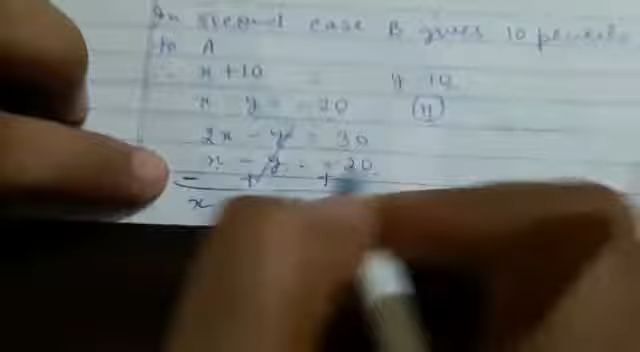 In second case B gives 10 pencils
to A
x + 10 y 10
x y = -20 (ii)
2x - y = 30
x - y = -20
- + +
x